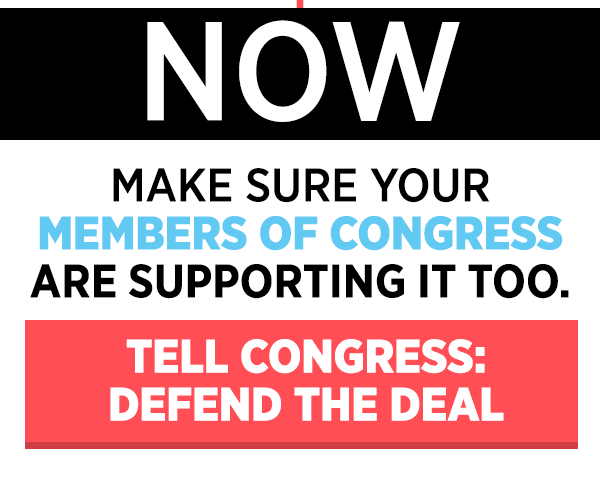 NOW
MAKE SURE YOUR
MEMBERS OF CONGRESS
ARE SUPPORTING IT TOO.
TELL CONGRESS:
DEFEND THE DEAL